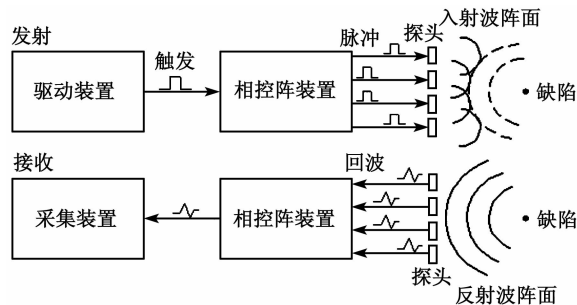 发射
驱动装置
触发
相控阵装置
脉冲
探头
入射波阵面
缺陷
接收
采集装置
相控阵装置
回波
探头
缺陷
反射波阵面